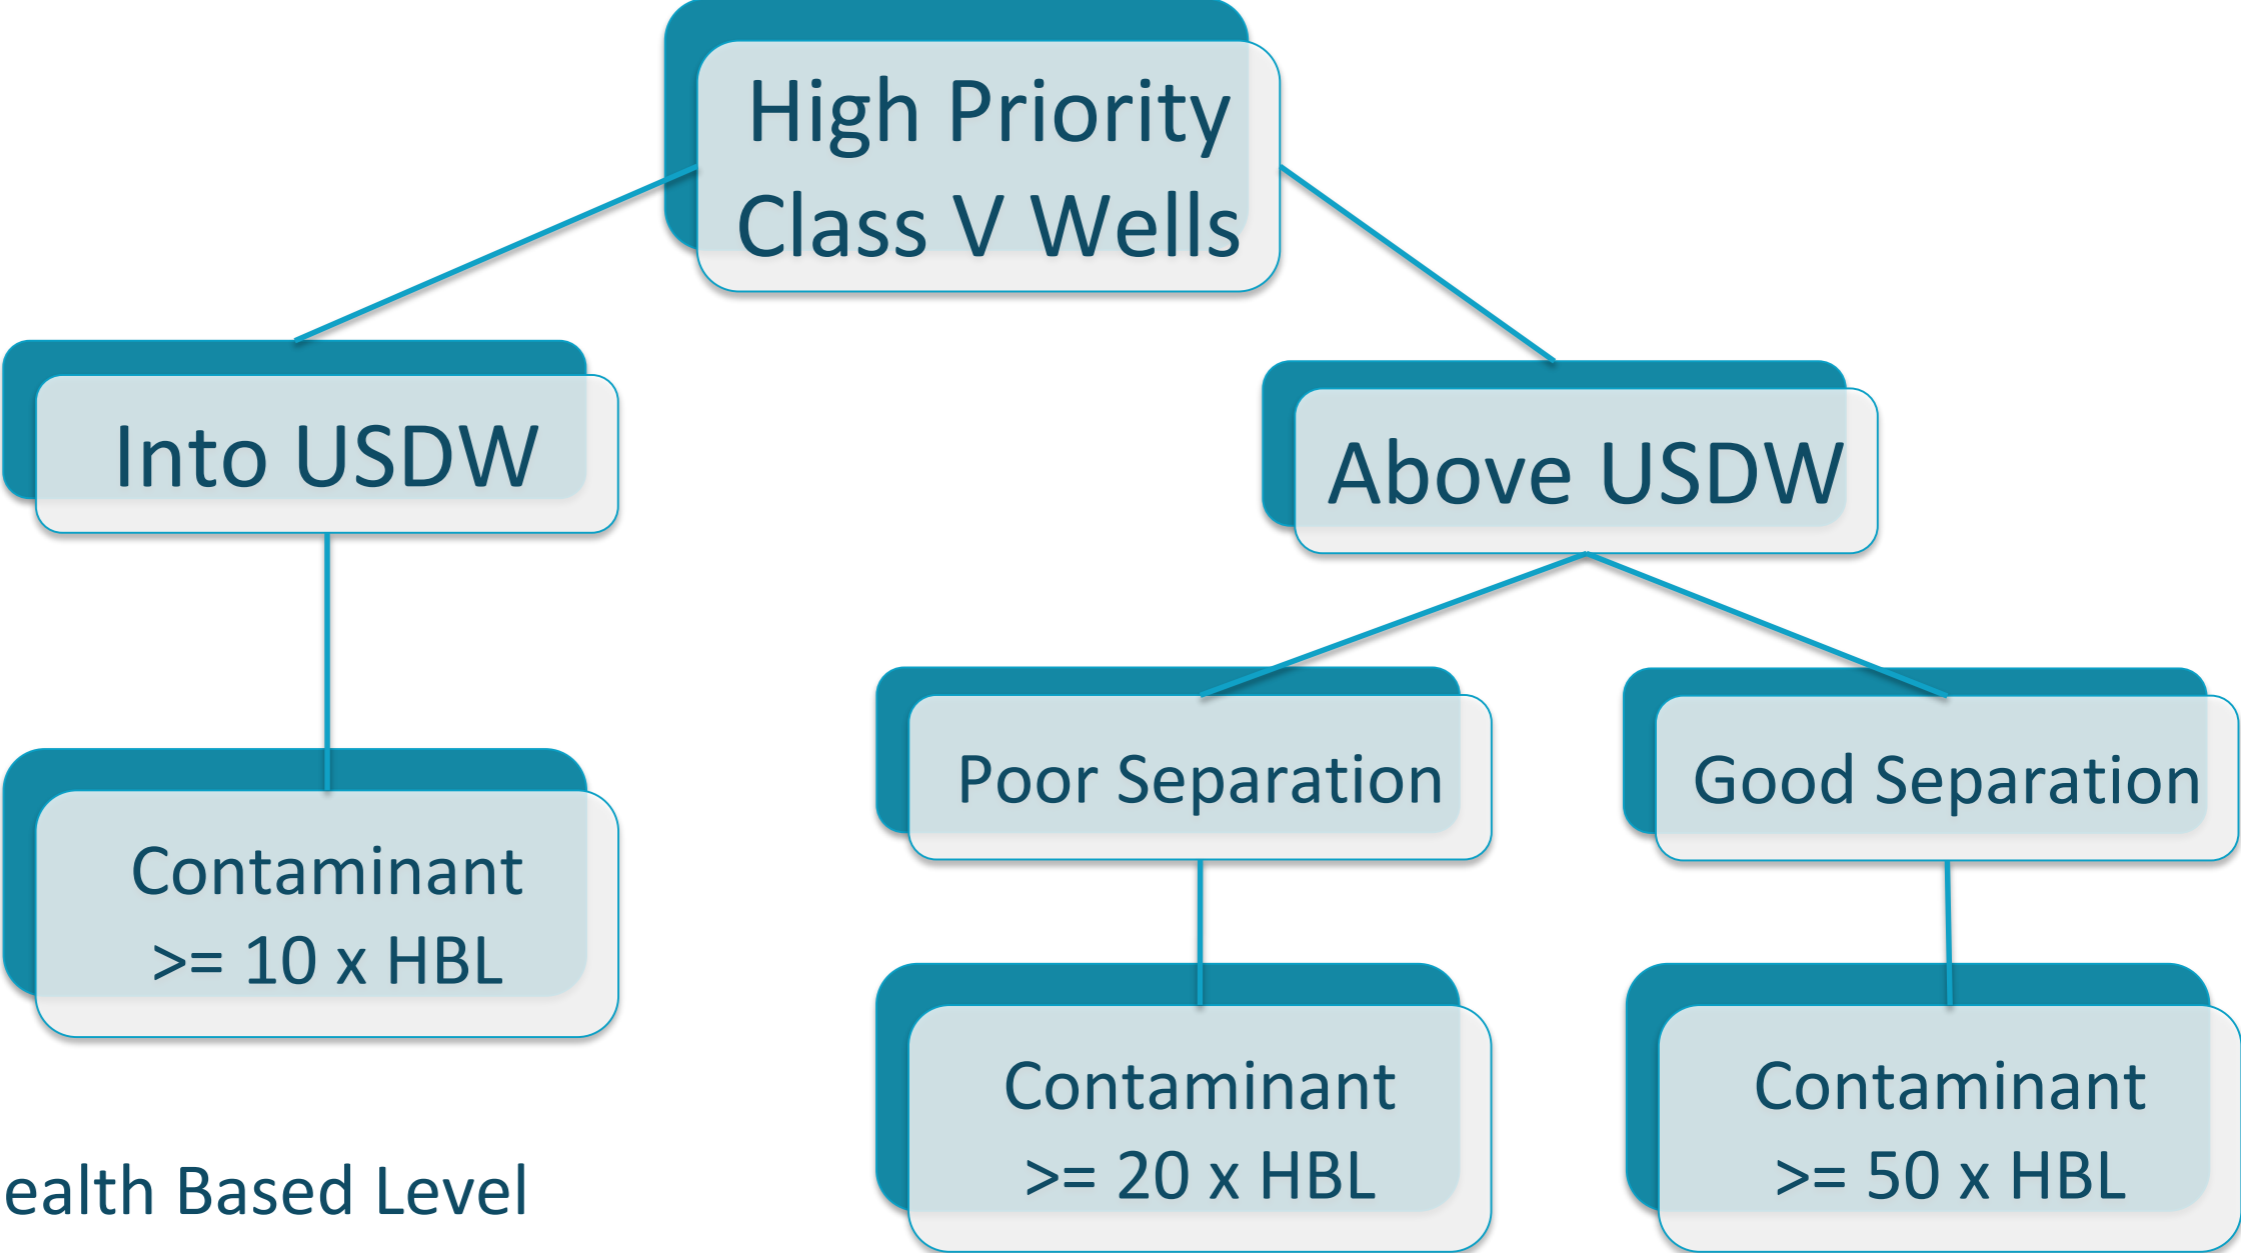 High Priority
Class V Wells
Into USDW
Above USDW
Poor Separation
Good Separation
Contaminant
>= 10 x HBL
Contaminant
>= 20 x HBL
Contaminant
>= 50 x HBL
ealth Based Level